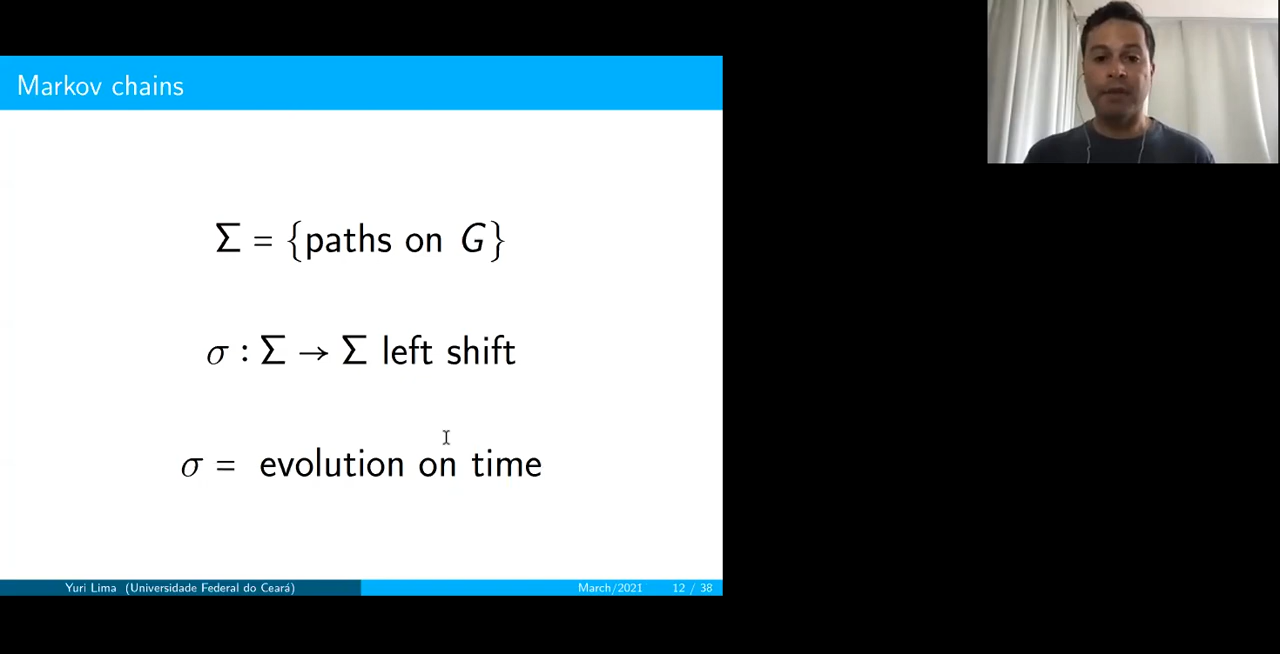 Markov chains
Σ = {paths on G}
σ : Σ → Σ left shift
σ = evolution on time
Yuri Lima (Universidade Federal do Ceará) March/2021 12 / 38